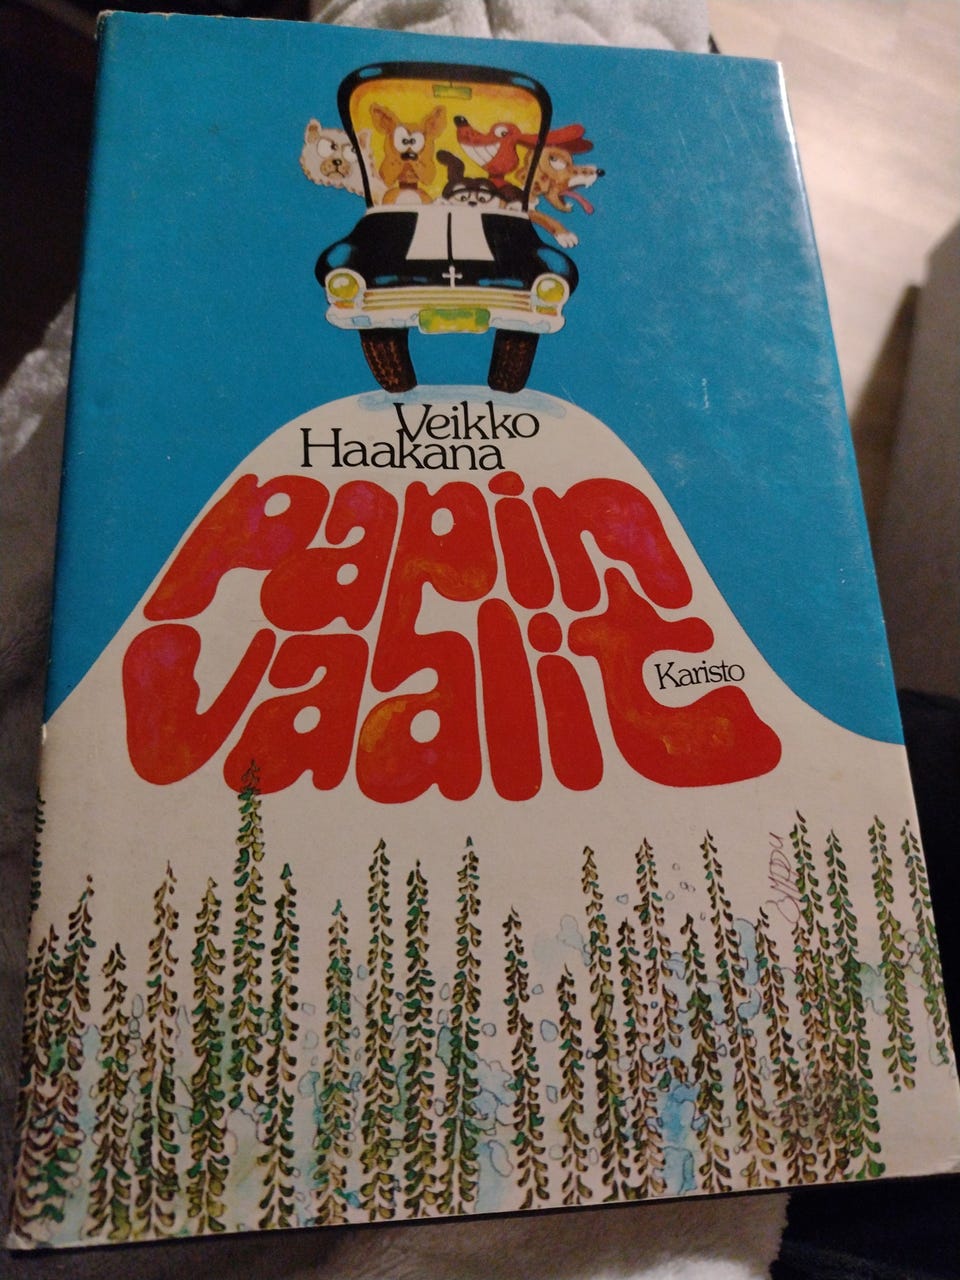 Veikko
Haakana
papin
vaalit
Karisto